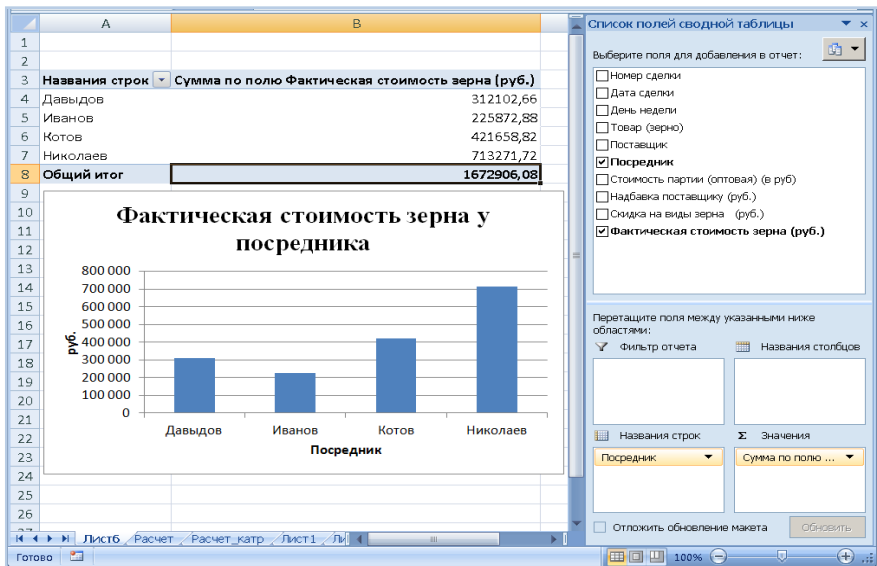 A B
1
2
3 Названия строк Сумма по полю Фактическая стоимость зерна (руб.)
4 Давыдов 312102,66
5 Иванов 225872,88
6 Котов 421658,82
7 Николаев 713271,72
8 Общий итог 1672906,08
9
10
11
12
13
14
15
16
17
18
19
20
21
22
23
24
25
26
27
Фактическая стоимость зерна у
посредника
800 000
700 000
600 000
500 000
400 000
300 000
200 000
100 000
0
руб.
Давыдов Иванов Котов Николаев
Посредник
Лист6 Расчет Расчет_катр Лист1
Готово 100%
Список полей сводной таблицы
Выберите поля для добавления в отчет:
Номер сделки
Дата сделки
День недели
Товар (зерно)
Поставщик
Посредник
Стоимость партии (оптовая) (в руб)
Надбавка поставщику (руб.)
Скидка на виды зерна (руб.)
Фактическая стоимость зерна (руб.)
Перетащите поля между указанными ниже
областями:
Фильтр отчета Названия столбцов
Названия строк Σ Значения
Посредник Сумма по полю ...
Отложить обновление макета Обновить